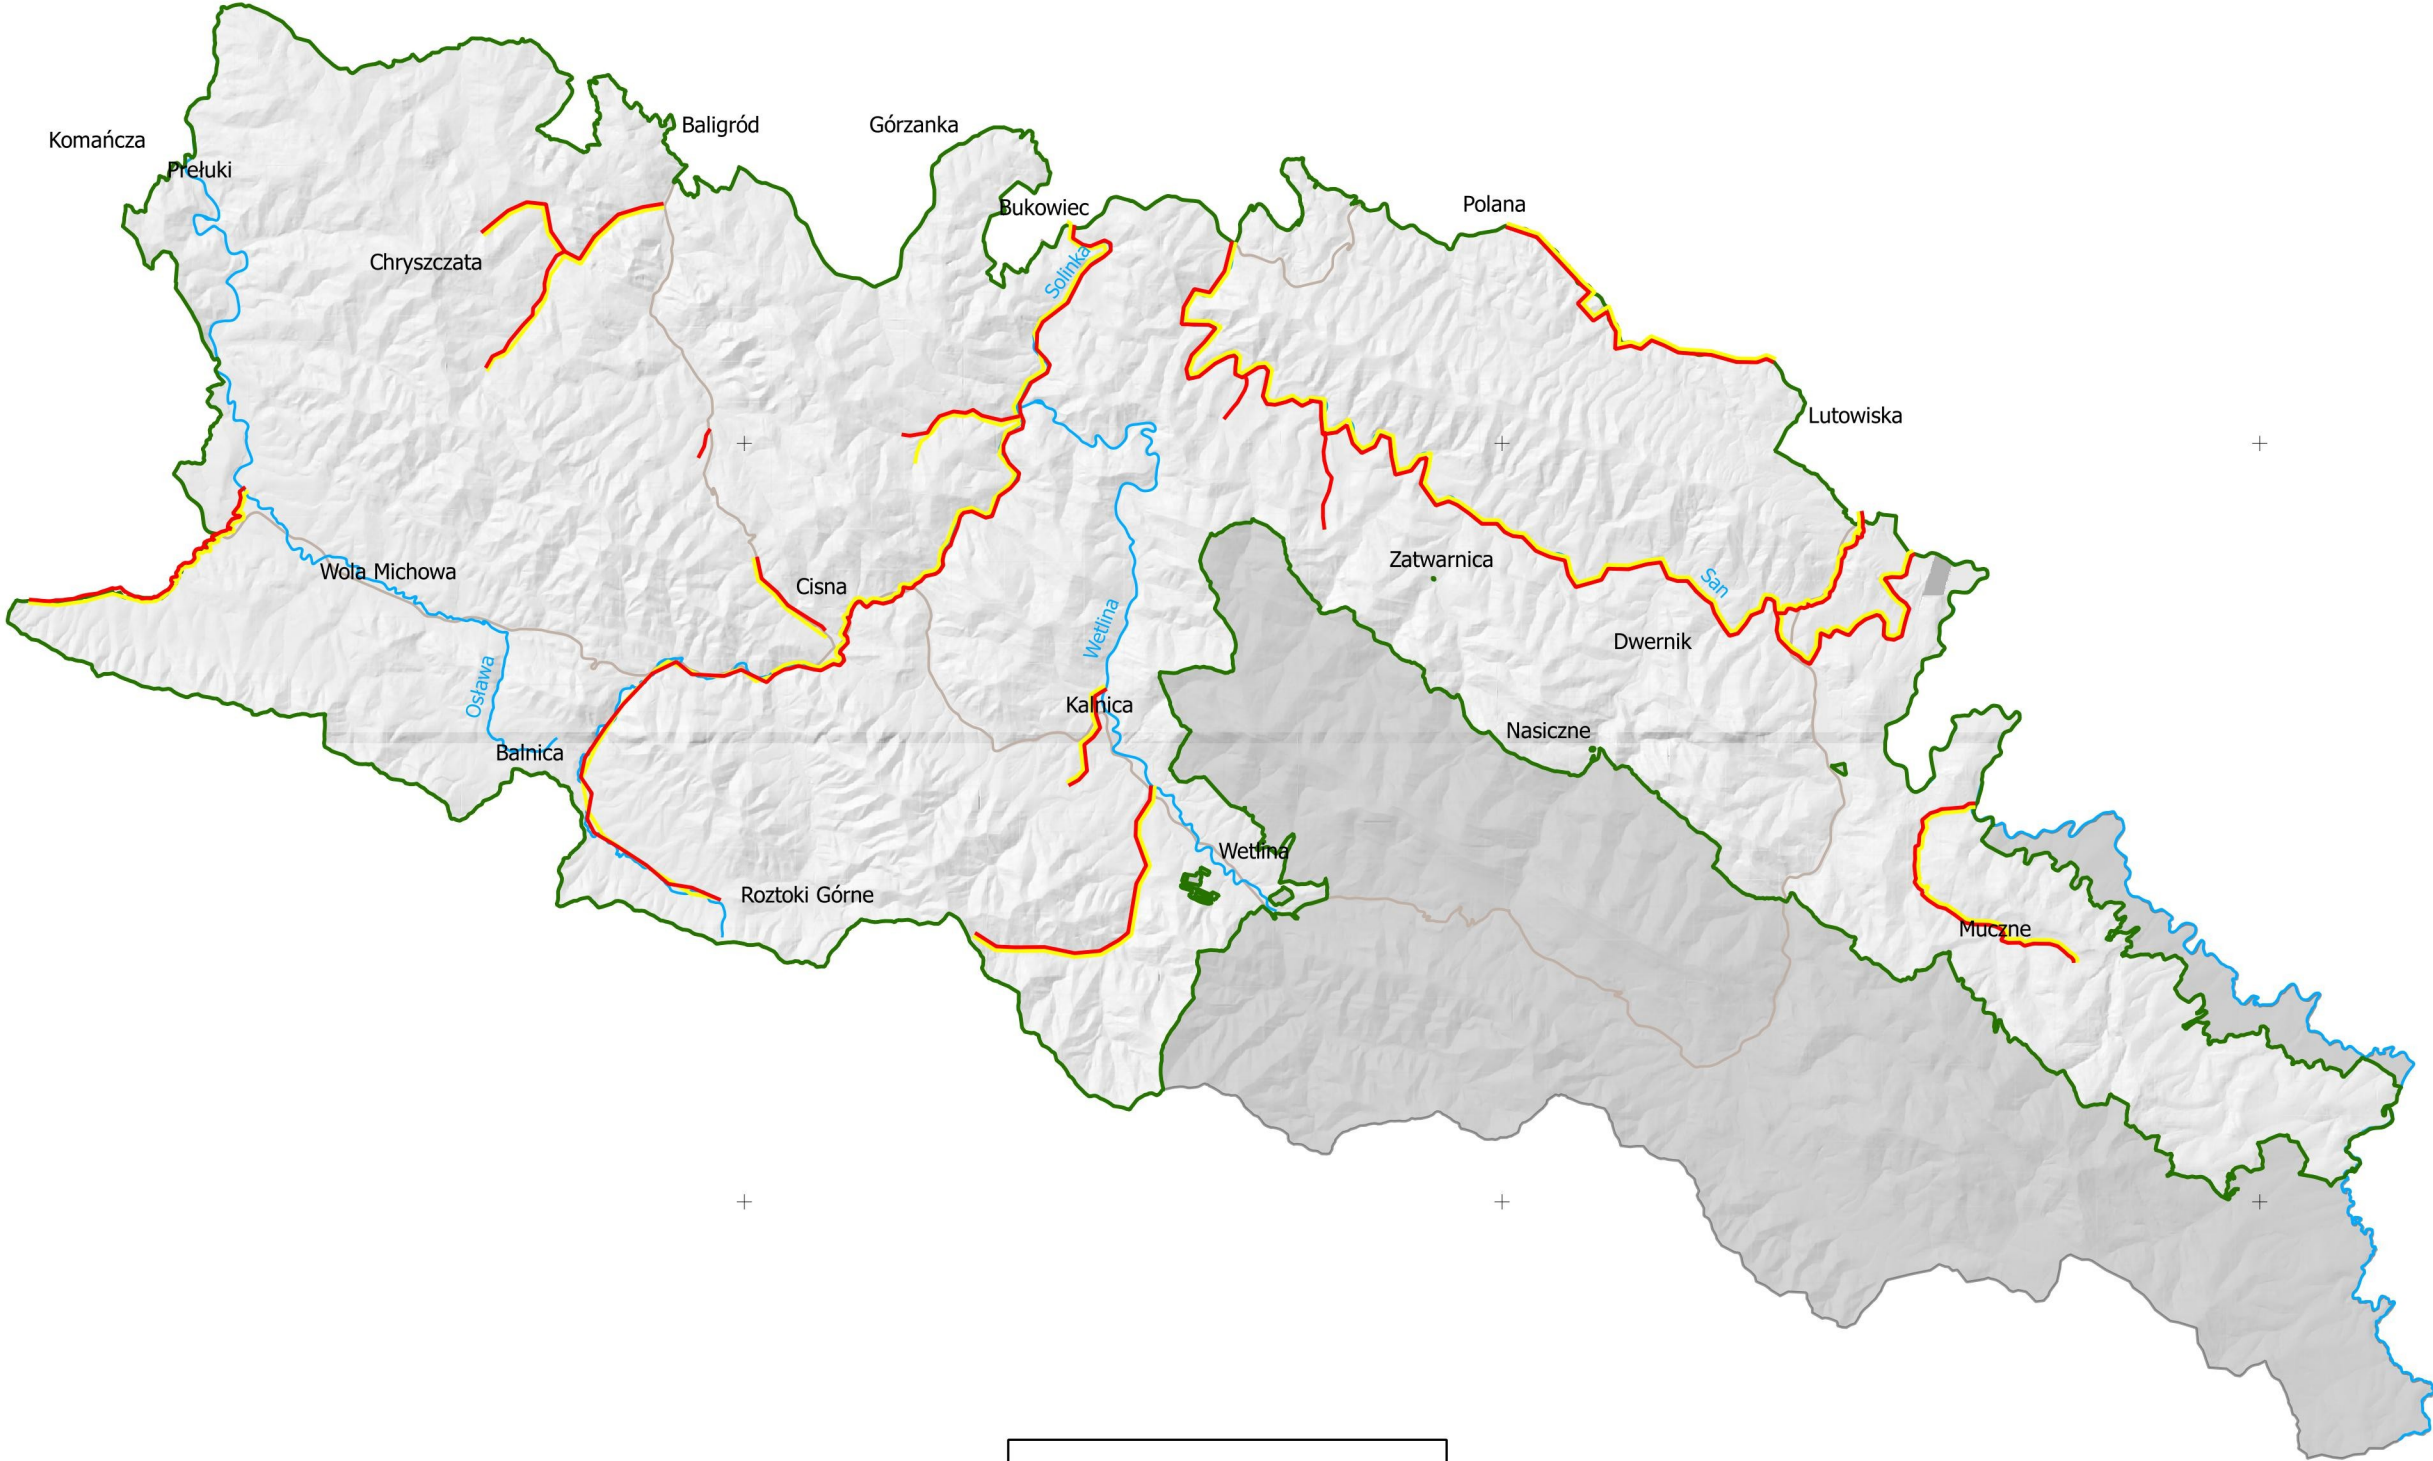 Baligród
Górzanka
Komańcza
Prełuki
Polana
Bukowiec
Chryszczata
Solinka
Lutowiska
Zatwarnica
Wola Michowa
San
Cisna
Wetlina
Dwernik
Osława
Kalnica
Nasiczne
Balnica
Wetlina
Roztoki Górne
Muczne